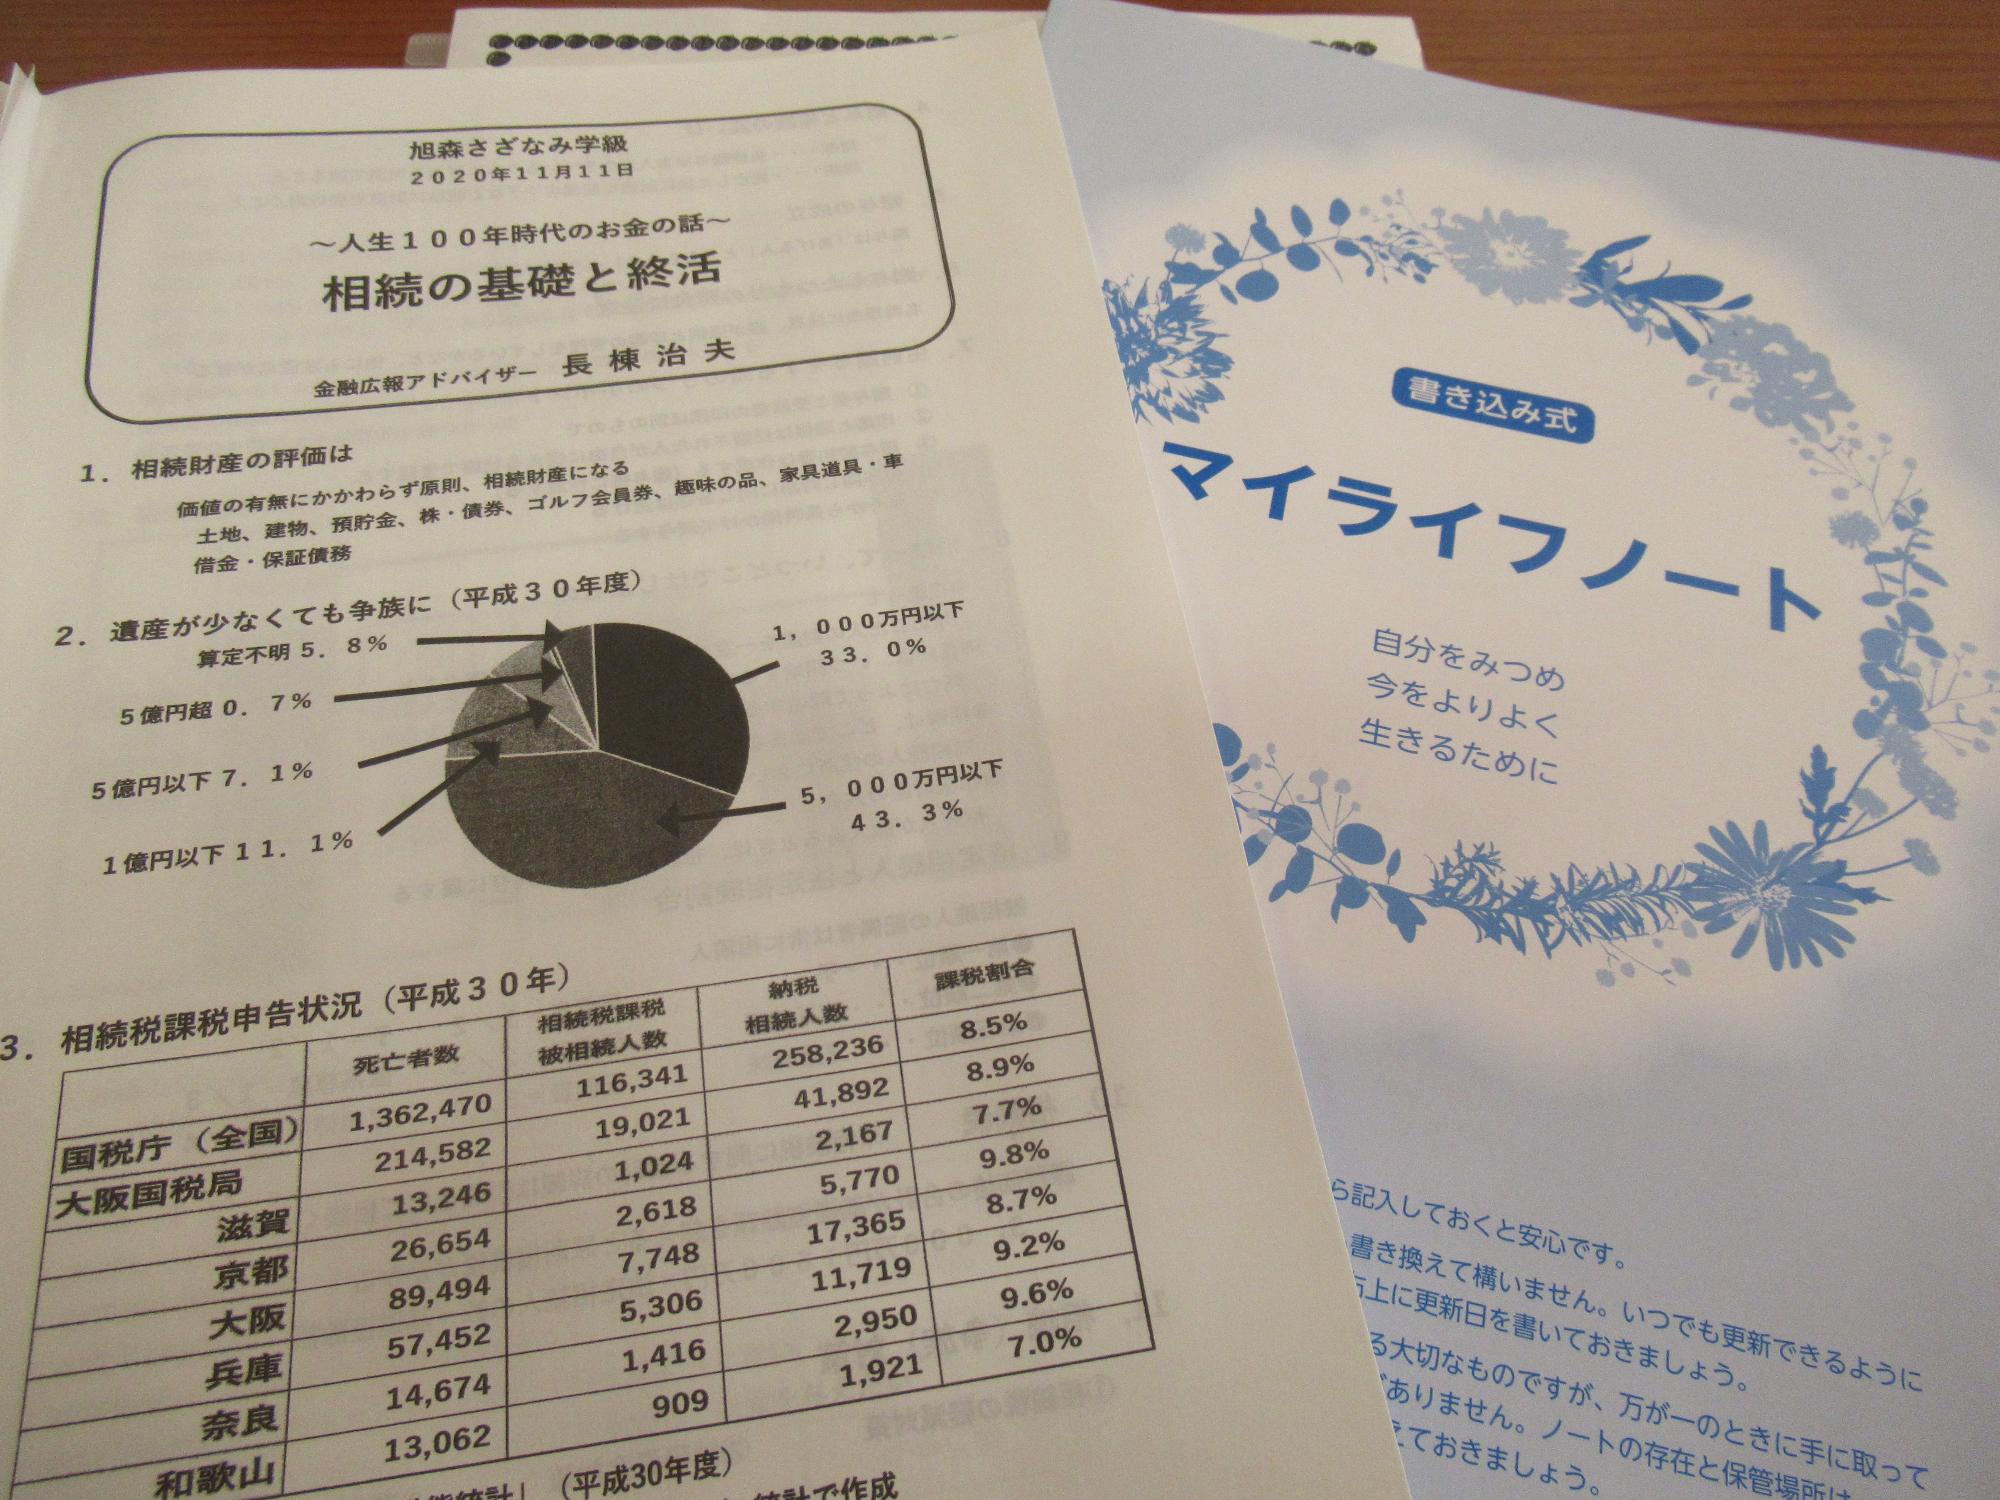 旭森さざなみ学級
２０２０年１１月１１日
～人生１００年時代のお金の話～
相続の基礎と終活
金融広報アドバイザー 長棟治夫
１．相続財産の評価は
価値の有無にかかわらず原則、相続財産になる
土地、建物、預貯金、株・債券、ゴルフ会員券、趣味の品、家具道具・車
借金・保証債務
２．遺産が少なくても争族に（平成３０年度）
算定不明 ５．８％
５億円超 ０．７％
５億円以下 ７．１％
１億円以下 １１．１％
１，０００万円以下
３３．０％
５，０００万円以下
４３．３％
３．相続税課税申告状況（平成３０年）
死亡者数 相続税課税被相続人数 納税相続人数 課税割合
国税庁（全国） 1,362,470 116,341 258,236 8.5%
大阪国税局 214,582 19,021 41,892 8.9%
滋賀 13,246 1,024 2,167 7.7%
京都 26,654 2,618 5,770 9.8%
大阪 89,494 7,748 17,365 8.7%
兵庫 57,452 5,306 11,719 9.2%
奈良 14,674 1,416 2,950 9.6%
和歌山 13,062 909 1,921 7.0%
統計」（平成30年度）
統計で作成
書き込み式
マイライフノート
自分をみつめ
今をよりよく
生きるために
ら記入しておくと安心です。
書き換えて構いません。いつでも更新できるように
上に更新日を書いておきましょう。
る大切なものですが、万が一のときに手に取って
ありません。ノートの存在と保管場所は
えておきましょう。